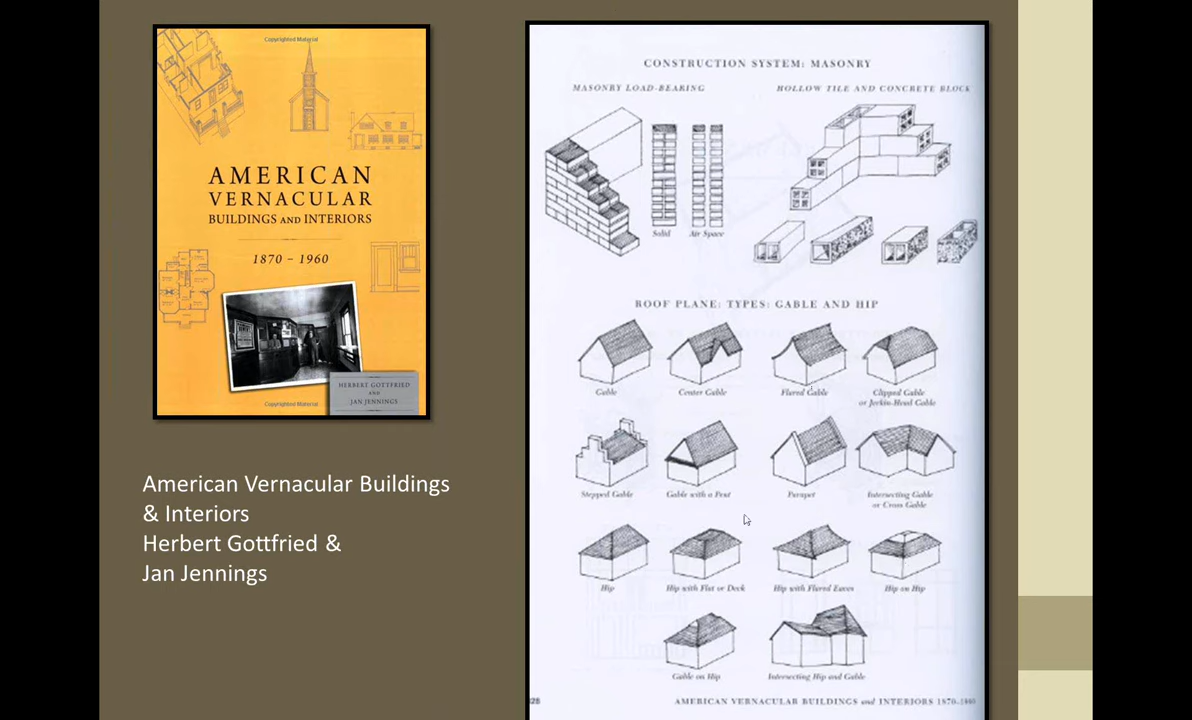 Copyrighted Material
AMERICAN
VERNACULAR
BUILDINGS AND INTERIORS
1870 – 1960
HERBERT GOTTFRIED
AND
JAN JENNINGS
Copyrighted Material
American Vernacular Buildings
& Interiors
Herbert Gottfried &
Jan Jennings
CONSTRUCTION SYSTEM: MASONRY
MASONRY LOAD-BEARING
HOLLOW TILE AND CONCRETE BLOCK
Solid
Air Space
ROOF PLANE: TYPES: GABLE AND HIP
Gable
Center Gable
Flared Gable
Clipped Gable
or Jerkin-Head Gable
Stepped Gable
Gable with a Pent
Parapet
Intersecting Gable
or Cross Gable
Hip
Hip with Flat or Deck
Hip with Flared Eaves
Hip on Hip
Gable on Hip
Intersecting Hip and Gable
AMERICAN VERNACULAR BUILDINGS and INTERIORS